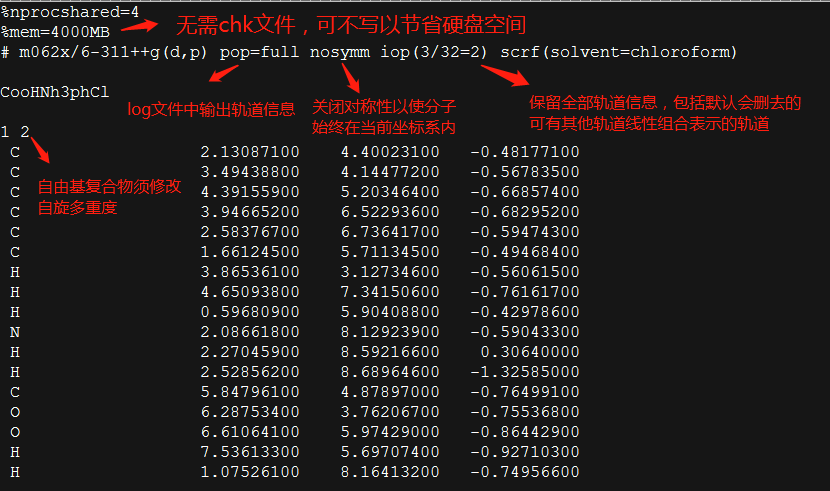 %nprocshared=4
%mem=4000MB
无需chk文件，可不写以节省硬盘空间
# m062x/6-311++g(d,p) pop=full nosymm iop(3/32=2) scrf(solvent=chloroform)
CooHNh3phCl
log文件中输出轨道信息
关闭对称性以使分子
始终在当前坐标系内
保留全部轨道信息，包括默认会删去的
可有其他轨道线性组合表示的轨道
1 2
自由基复合物须修改
自旋多重度
C 2.13087100 4.40023100 -0.48177100
C 3.49438800 4.14477200 -0.56783500
C 4.39155900 5.20346400 -0.66857400
C 3.94665200 6.52293600 -0.68295200
C 2.58376700 6.73641700 -0.59474300
C 1.66124500 5.71134500 -0.49468400
H 3.86536100 3.12734600 -0.56061500
H 4.65093800 7.34150600 -0.76161700
H 0.59680900 5.90408800 -0.42978600
N 2.08661800 8.12923900 -0.59043300
H 2.27045900 8.59216600 0.30640000
H 2.52856200 8.68964600 -1.32585000
C 5.84796100 4.87897000 -0.76499100
O 6.28753400 3.76206700 -0.75536800
O 6.61064100 5.97429000 -0.86442900
H 7.53613300 5.69707400 -0.92710300
H 1.07526100 8.16413200 -0.74956600